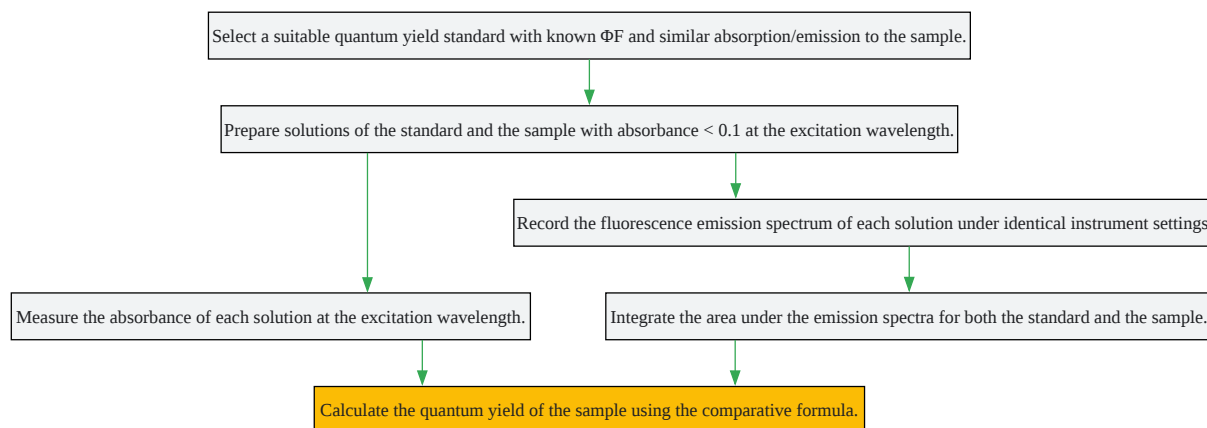 Select a suitable quantum yield standard with known ΦF and similar absorption/emission to the sample.
Prepare solutions of the standard and the sample with absorbance < 0.1 at the excitation wavelength.
Record the fluorescence emission spectrum of each solution under identical instrument settings
Measure the absorbance of each solution at the excitation wavelength.
Integrate the area under the emission spectra for both the standard and the sample.
Calculate the quantum yield of the sample using the comparative formula.